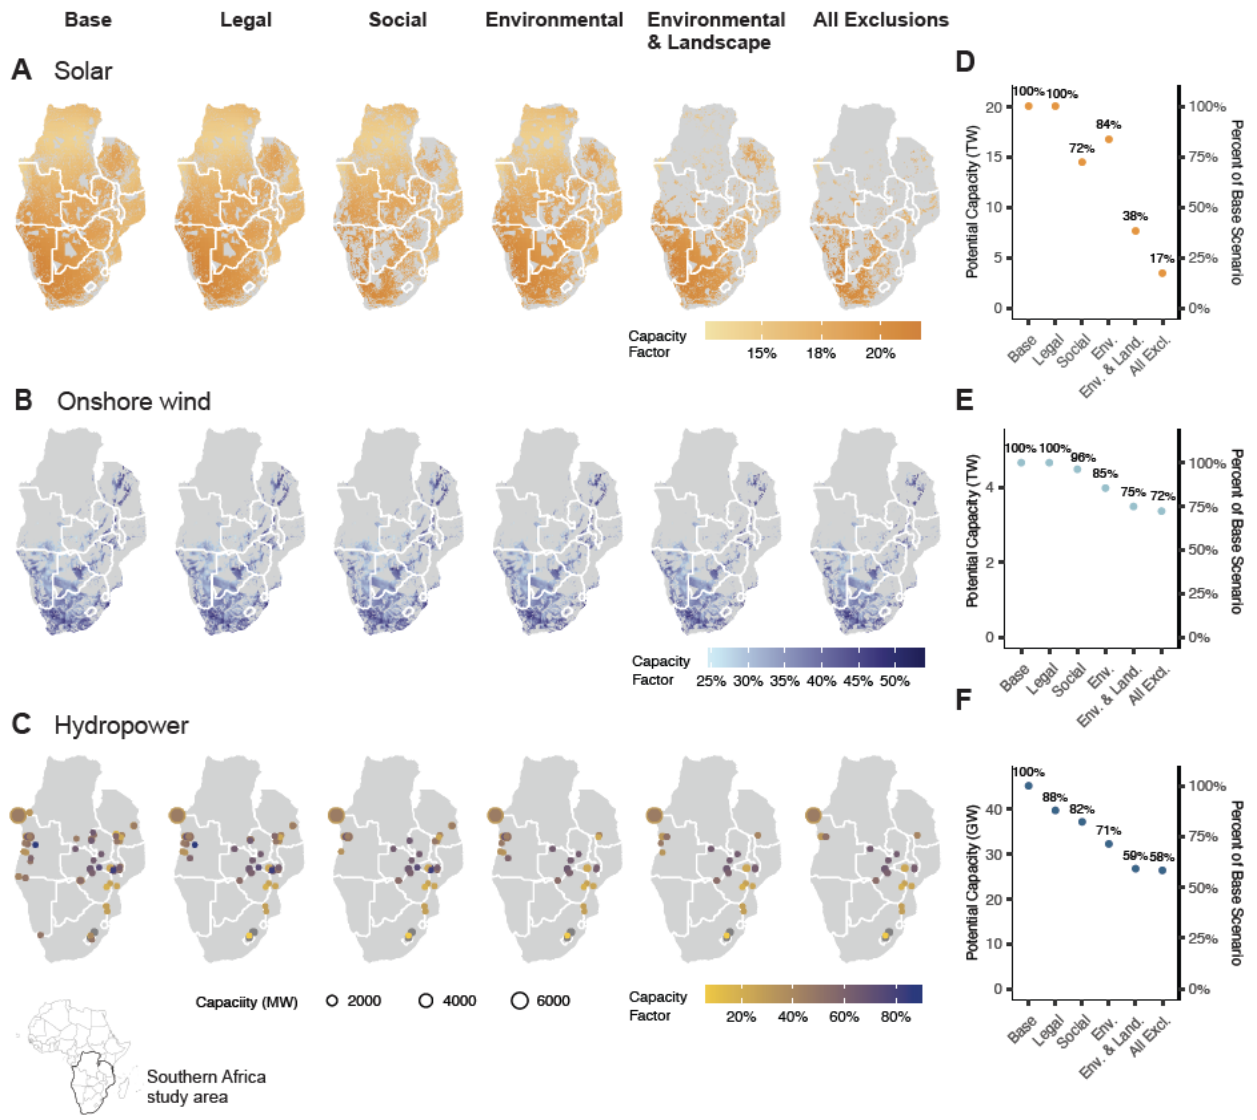 Base Legal Social Environmental Environmental & Landscape All Exclusions
A Solar
Capacity Factor
15% 18% 20%
D
Potential Capacity (TW)
20
15
10
5
0
100% 100% 72% 84% 38% 17%
100%
75%
50%
25%
0%
Percent of Base Scenario
Base Legal Social Env. Env. & Land. All Excl.
B Onshore wind
Capacity Factor
25% 30% 35% 40% 45% 50%
E
Potential Capacity (TW)
4
2
0
100% 100% 96% 85% 75% 72%
100%
75%
50%
25%
0%
Percent of Base Scenario
Base Legal Social Env. Env. & Land. All Excl.
C Hydropower
Capaciity (MW) 2000 4000 6000
Capacity Factor
20% 40% 60% 80%
F
Potential Capacity (GW)
40
30
20
10
0
100% 88% 82% 71% 59% 58%
100%
75%
50%
25%
0%
Percent of Base Scenario
Base Legal Social Env. Env. & Land. All Excl.
Southern Africa
study area